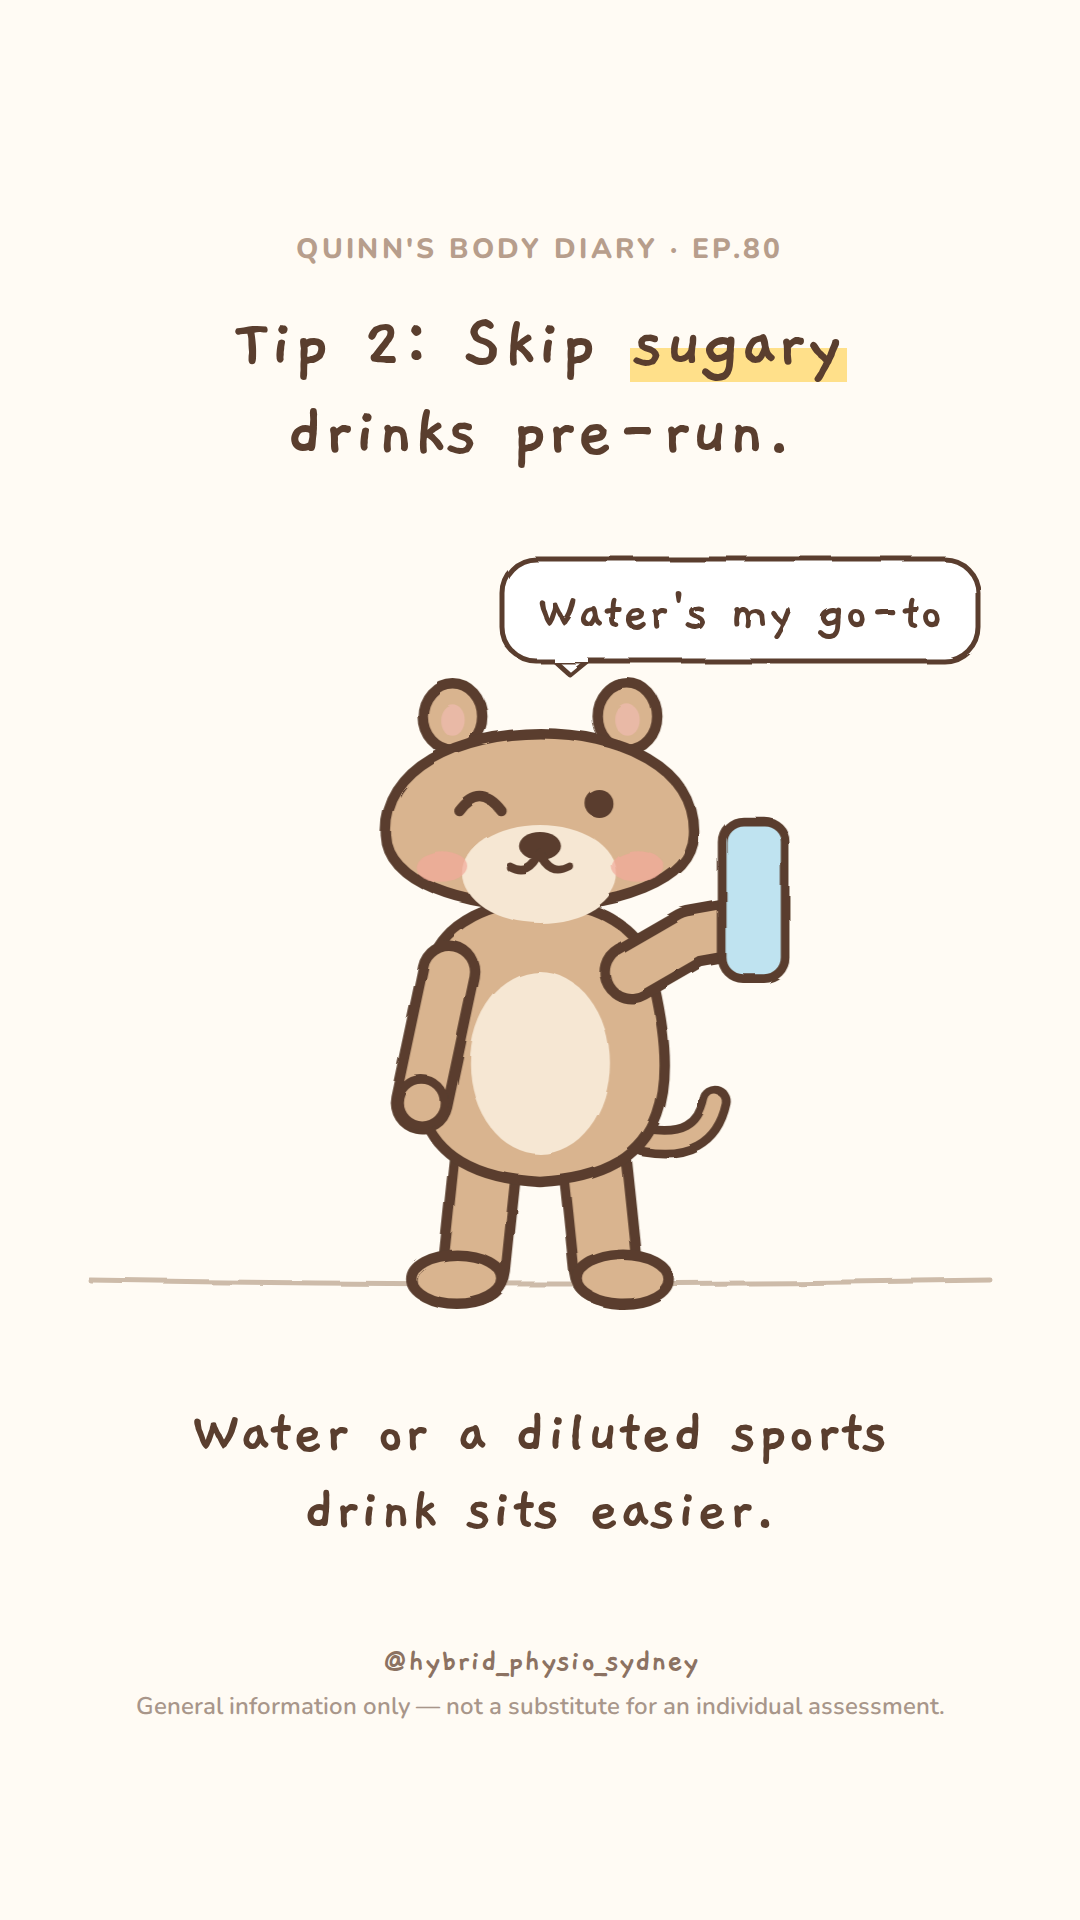 QUINN'S BODY DIARY · EP.80
Tip 2: Skip sugary
drinks pre-run.
Water's my go-to
Water or a diluted sports
drink sits easier.
@hybrid_physio_sydney
General information only — not a substitute for an individual assessment.